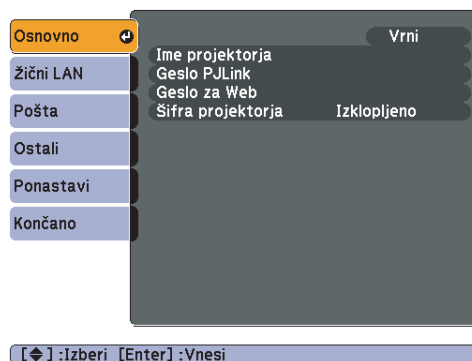 Osnovno
Žični LAN
Pošta
Ostali
Ponastavi
Končano
Vrni
Ime projektorja
Geslo PJLink
Geslo za Web
Šifra projektorja Izklopljeno
[◆] :Izberi [Enter] :Vnesi